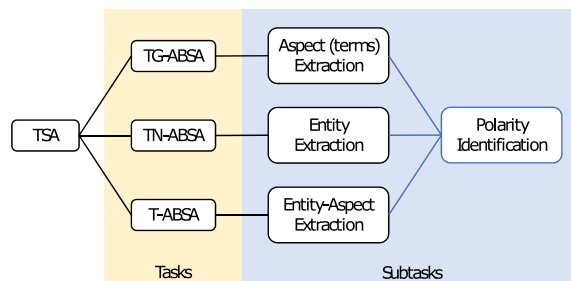 TSA
TG-ABSA
TN-ABSA
T-ABSA
Tasks
Aspect (terms)
Extraction
Entity
Extraction
Entity-Aspect
Extraction
Polarity
Identification
Subtasks